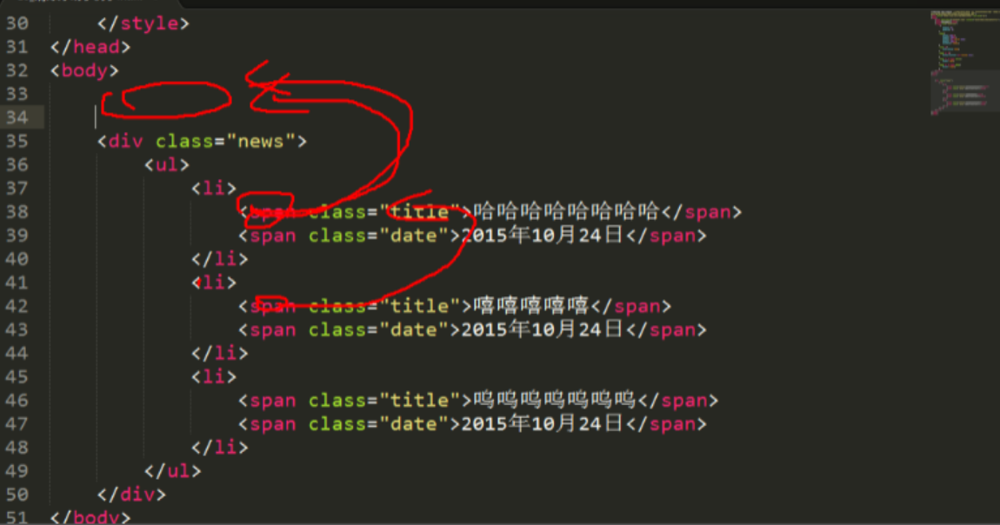 30 </style>
31 </head>
32 <body>
33
34
35 <div class="news">
36 <ul>
37 <li>
38 <span class="title">哈哈哈哈哈哈哈哈</span>
39 <span class="date">2015年10月24日</span>
40 </li>
41 <li>
42 <span class="title">嘻嘻嘻嘻嘻</span>
43 <span class="date">2015年10月24日</span>
44 </li>
45 <li>
46 <span class="title">呜呜呜呜呜呜呜</span>
47 <span class="date">2015年10月24日</span>
48 </li>
49 </ul>
50 </div>
51 </body>